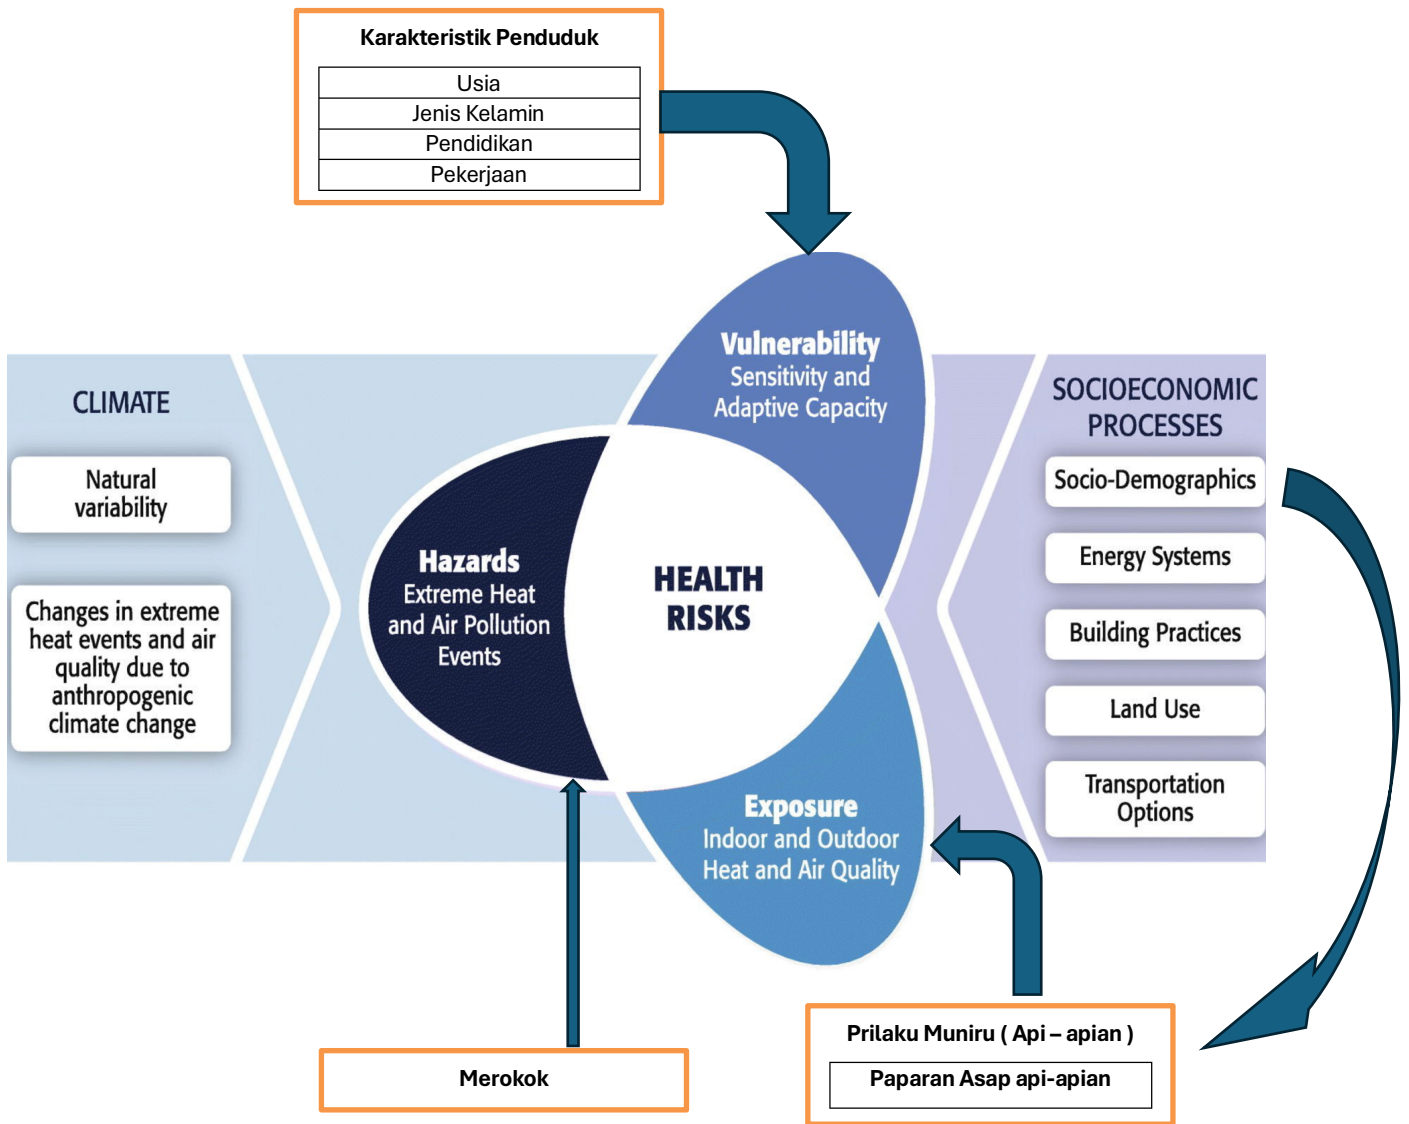 Karakteristik Penduduk
Usia
Jenis Kelamin
Pendidikan
Pekerjaan
CLIMATE
Natural
variability
Changes in extreme
heat events and air
quality due to
anthropogenic
climate change
Hazards
Extreme Heat
and Air Pollution
Events
HEALTH
RISKS
Vulnerability
Sensitivity and
Adaptive Capacity
Exposure
Indoor and Outdoor
Heat and Air Quality
SOCIOECONOMIC
PROCESSES
Socio-Demographics
Energy Systems
Building Practices
Land Use
Transportation
Options
Merokok
Prilaku Muniru ( Api – apian )
Paparan Asap api-apian